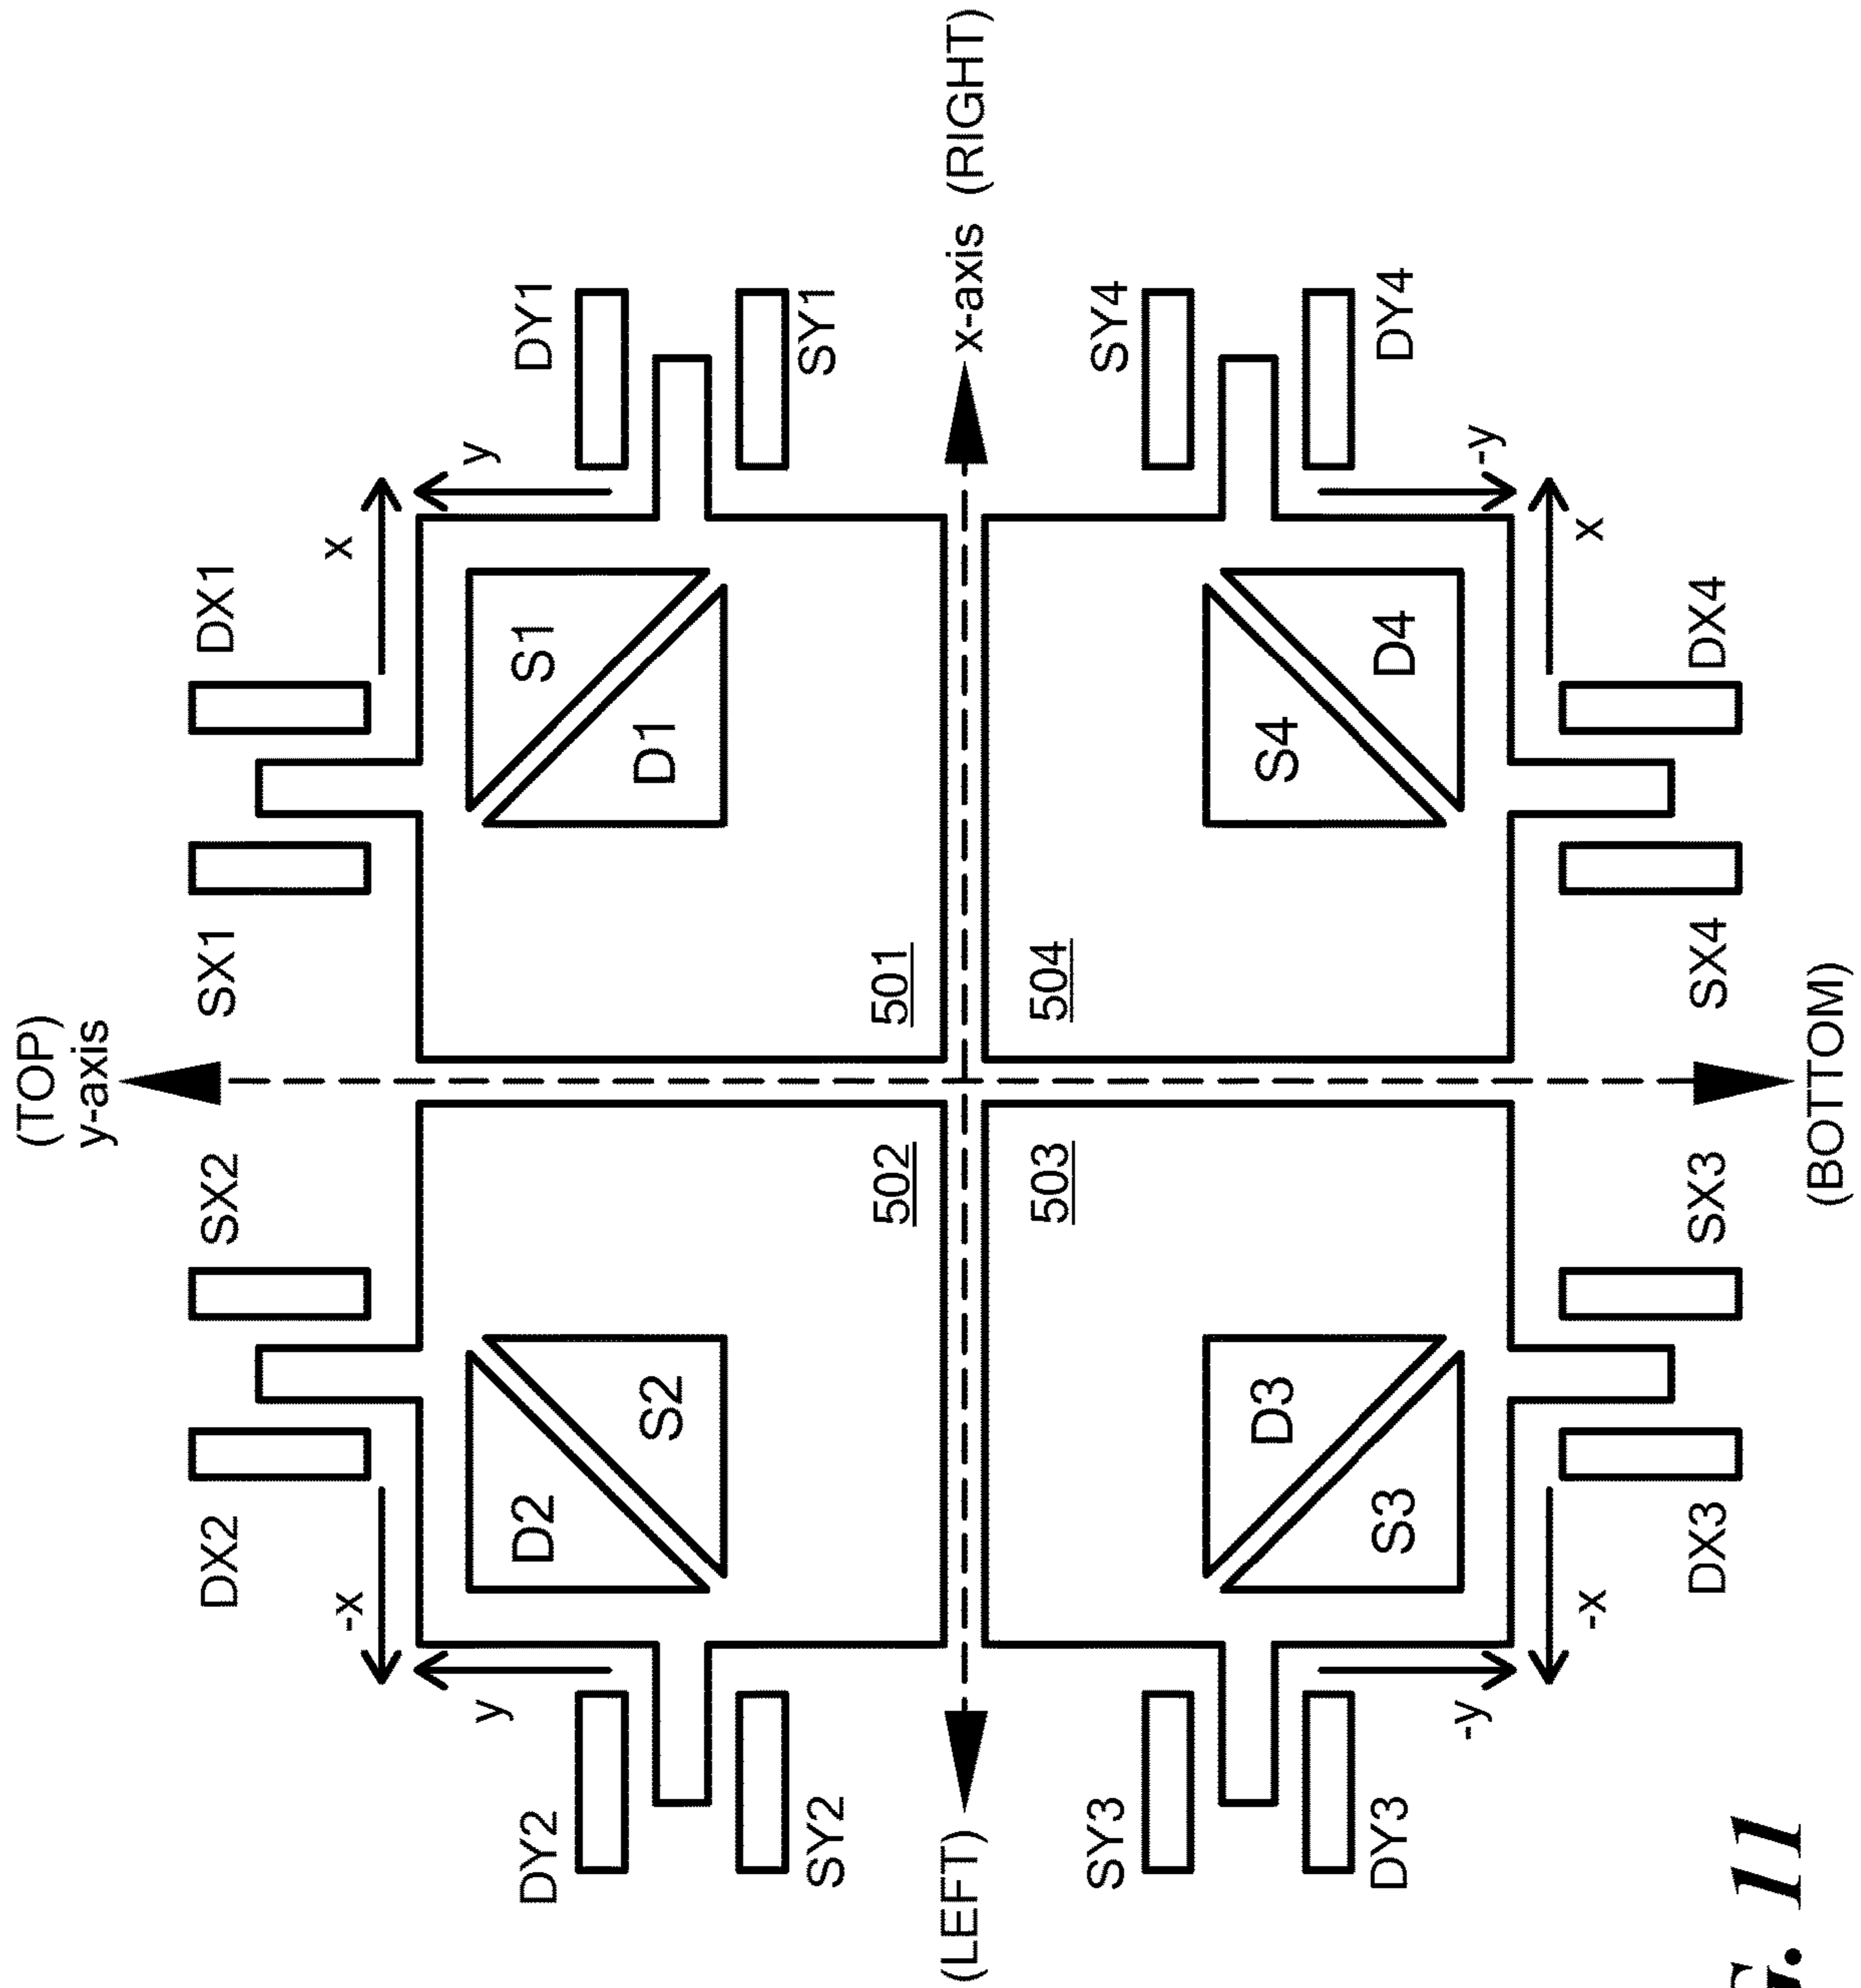 (TOP)
y-axis
DX2
SX2
SX1
DX1
-x
x
y
y
DY2
D2
S1
DY1
S2
D1
SY2
SY1
502
501
(LEFT)
x-axis (RIGHT)
503
504
SY3
SY4
D3
S4
DY3
S3
D4
DY4
-y
-y
-x
x
DX3
SX3
SX4
DX4
(BOTTOM)
G. 11